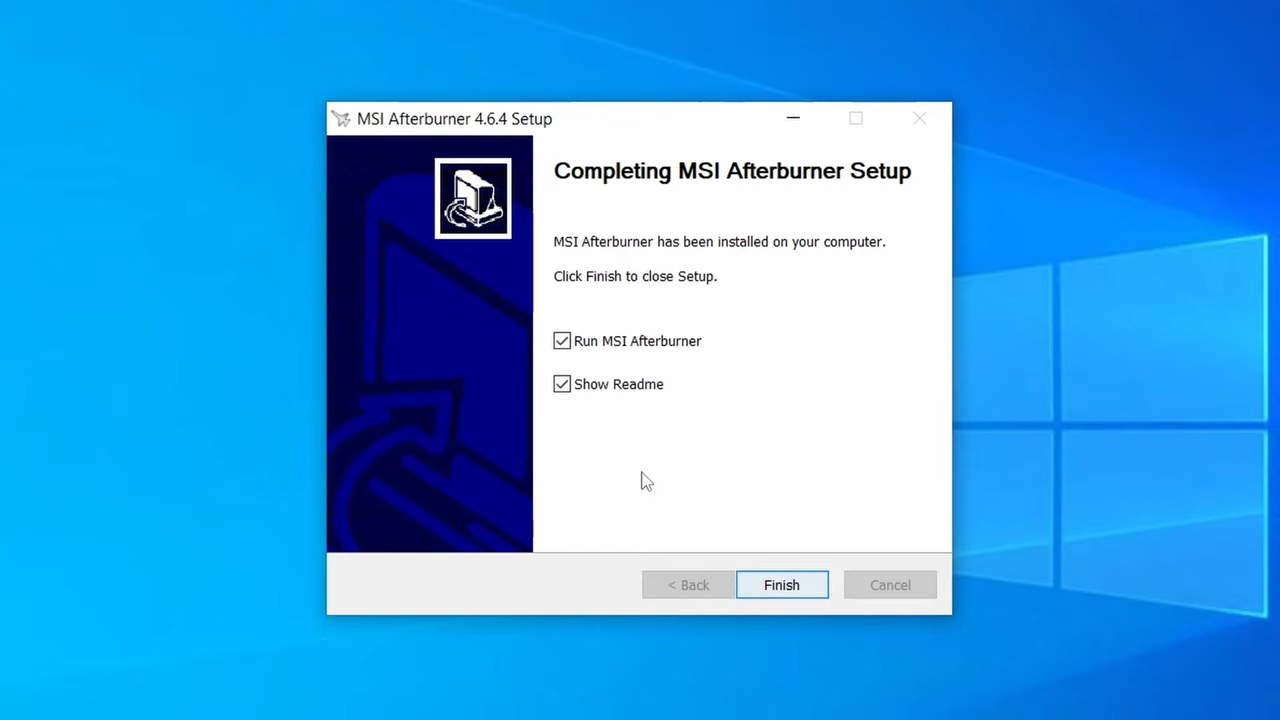 MSI Afterburner 4.6.4 Setup
Completing MSI Afterburner Setup
MSI Afterburner has been installed on your computer.
Click Finish to close Setup.
Run MSI Afterburner
Show Readme
< Back
Finish
Cancel